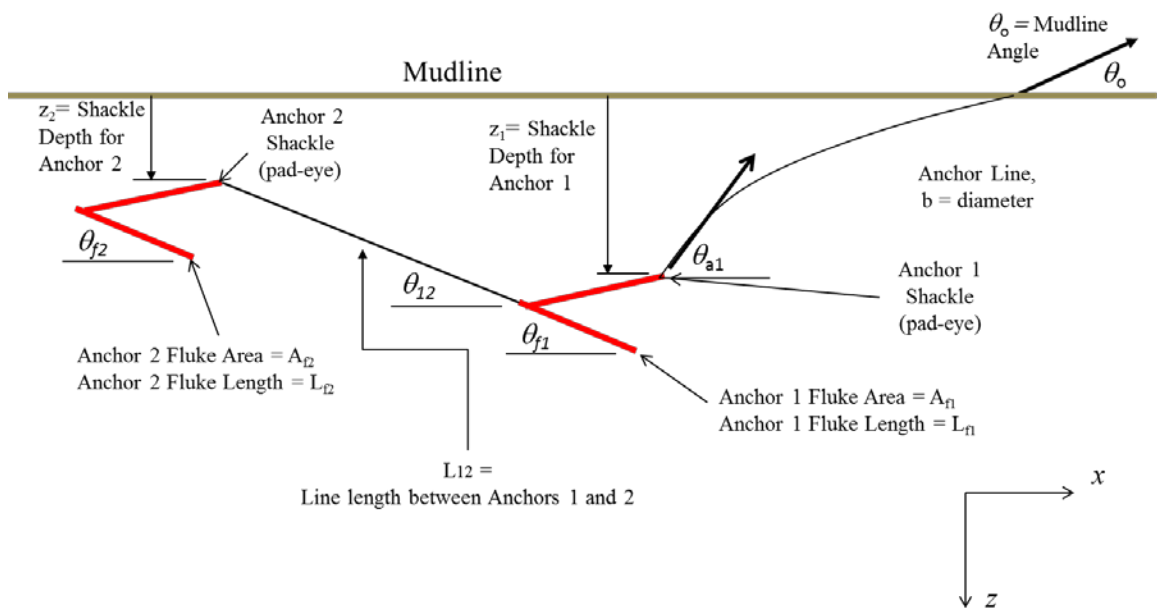 θo = Mudline
Angle
θo
Mudline
z2= Shackle
Depth for
Anchor 2
Anchor 2
Shackle
(pad-eye)
z1= Shackle
Depth for
Anchor 1
Anchor Line,
b = diameter
θf2
θ12
θa1
θf1
Anchor 1
Shackle
(pad-eye)
Anchor 2 Fluke Area = Af2
Anchor 2 Fluke Length = Lf2
Anchor 1 Fluke Area = Af1
Anchor 1 Fluke Length = Lf1
L12 =
Line length between Anchors 1 and 2
x
z